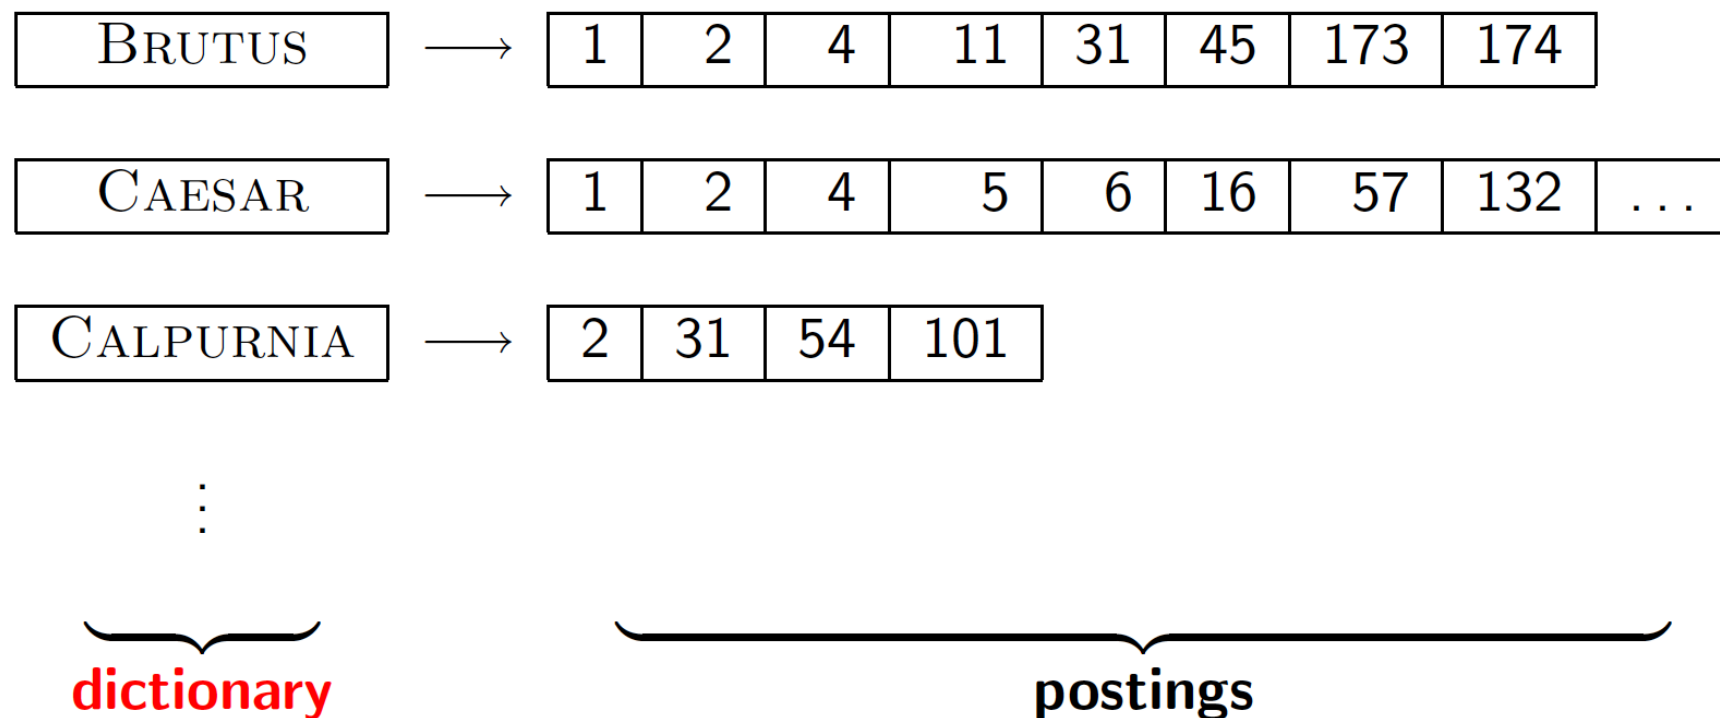 BRUTUS ⟶ 1 2 4 11 31 45 173 174
CAESAR ⟶ 1 2 4 5 6 16 57 132 ...
CALPURNIA ⟶ 2 31 54 101
⋮
dictionary postings